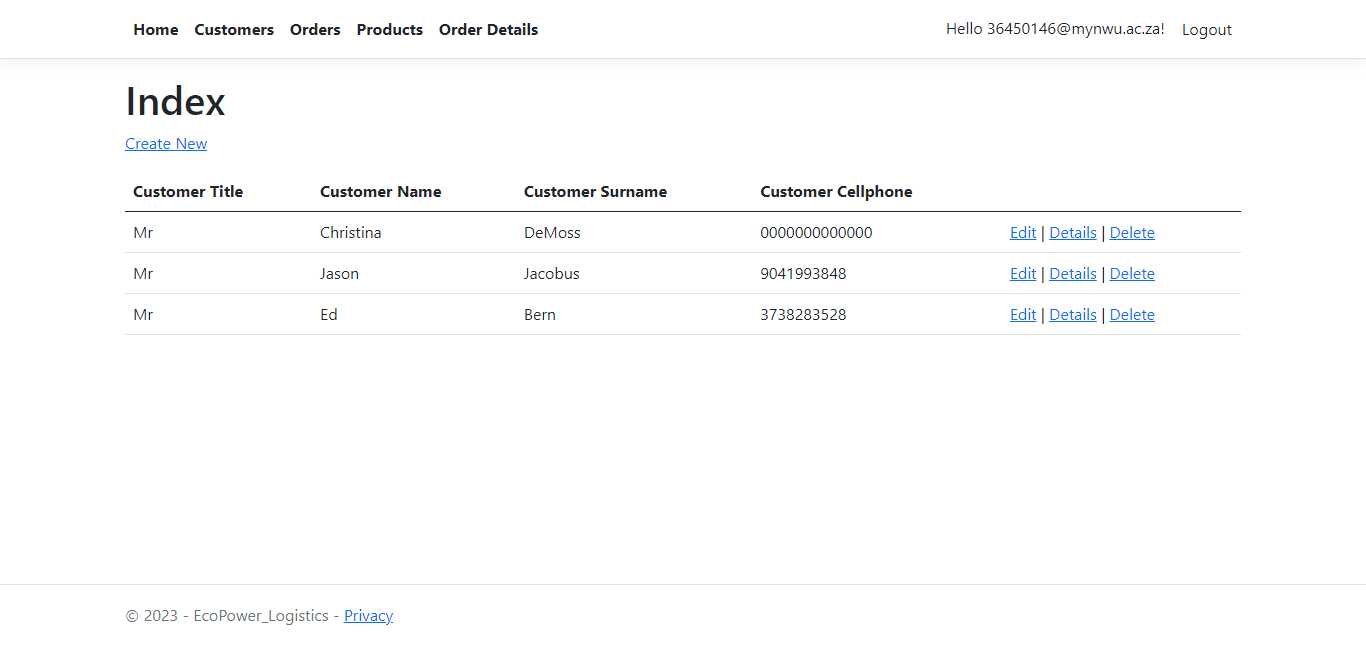 Home Customers Orders Products Order Details Hello 36450146@mynwu.ac.za! Logout
Index
Create New
Customer Title Customer Name Customer Surname Customer Cellphone
Mr Christina DeMoss 0000000000000 Edit | Details | Delete
Mr Jason Jacobus 9041993848 Edit | Details | Delete
Mr Ed Bern 3738283528 Edit | Details | Delete
© 2023 - EcoPower_Logistics - Privacy